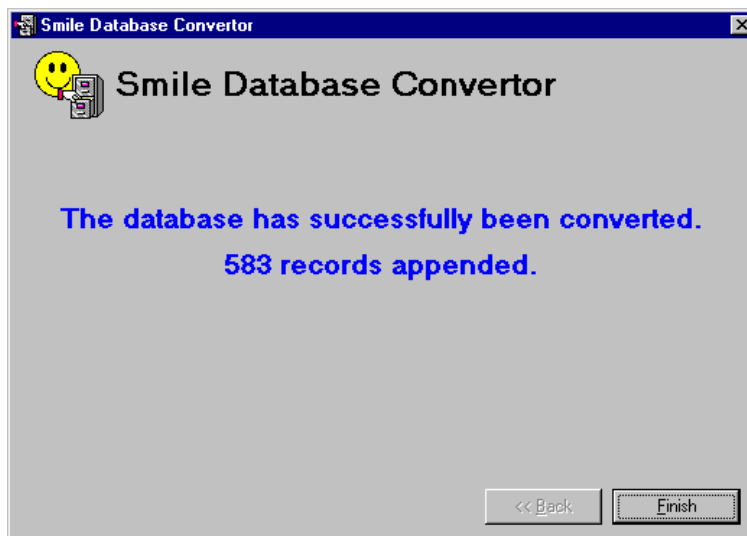 Smile Database Convertor
Smile Database Convertor
The database has successfully been converted.
583 records appended.
<< Back
Finish